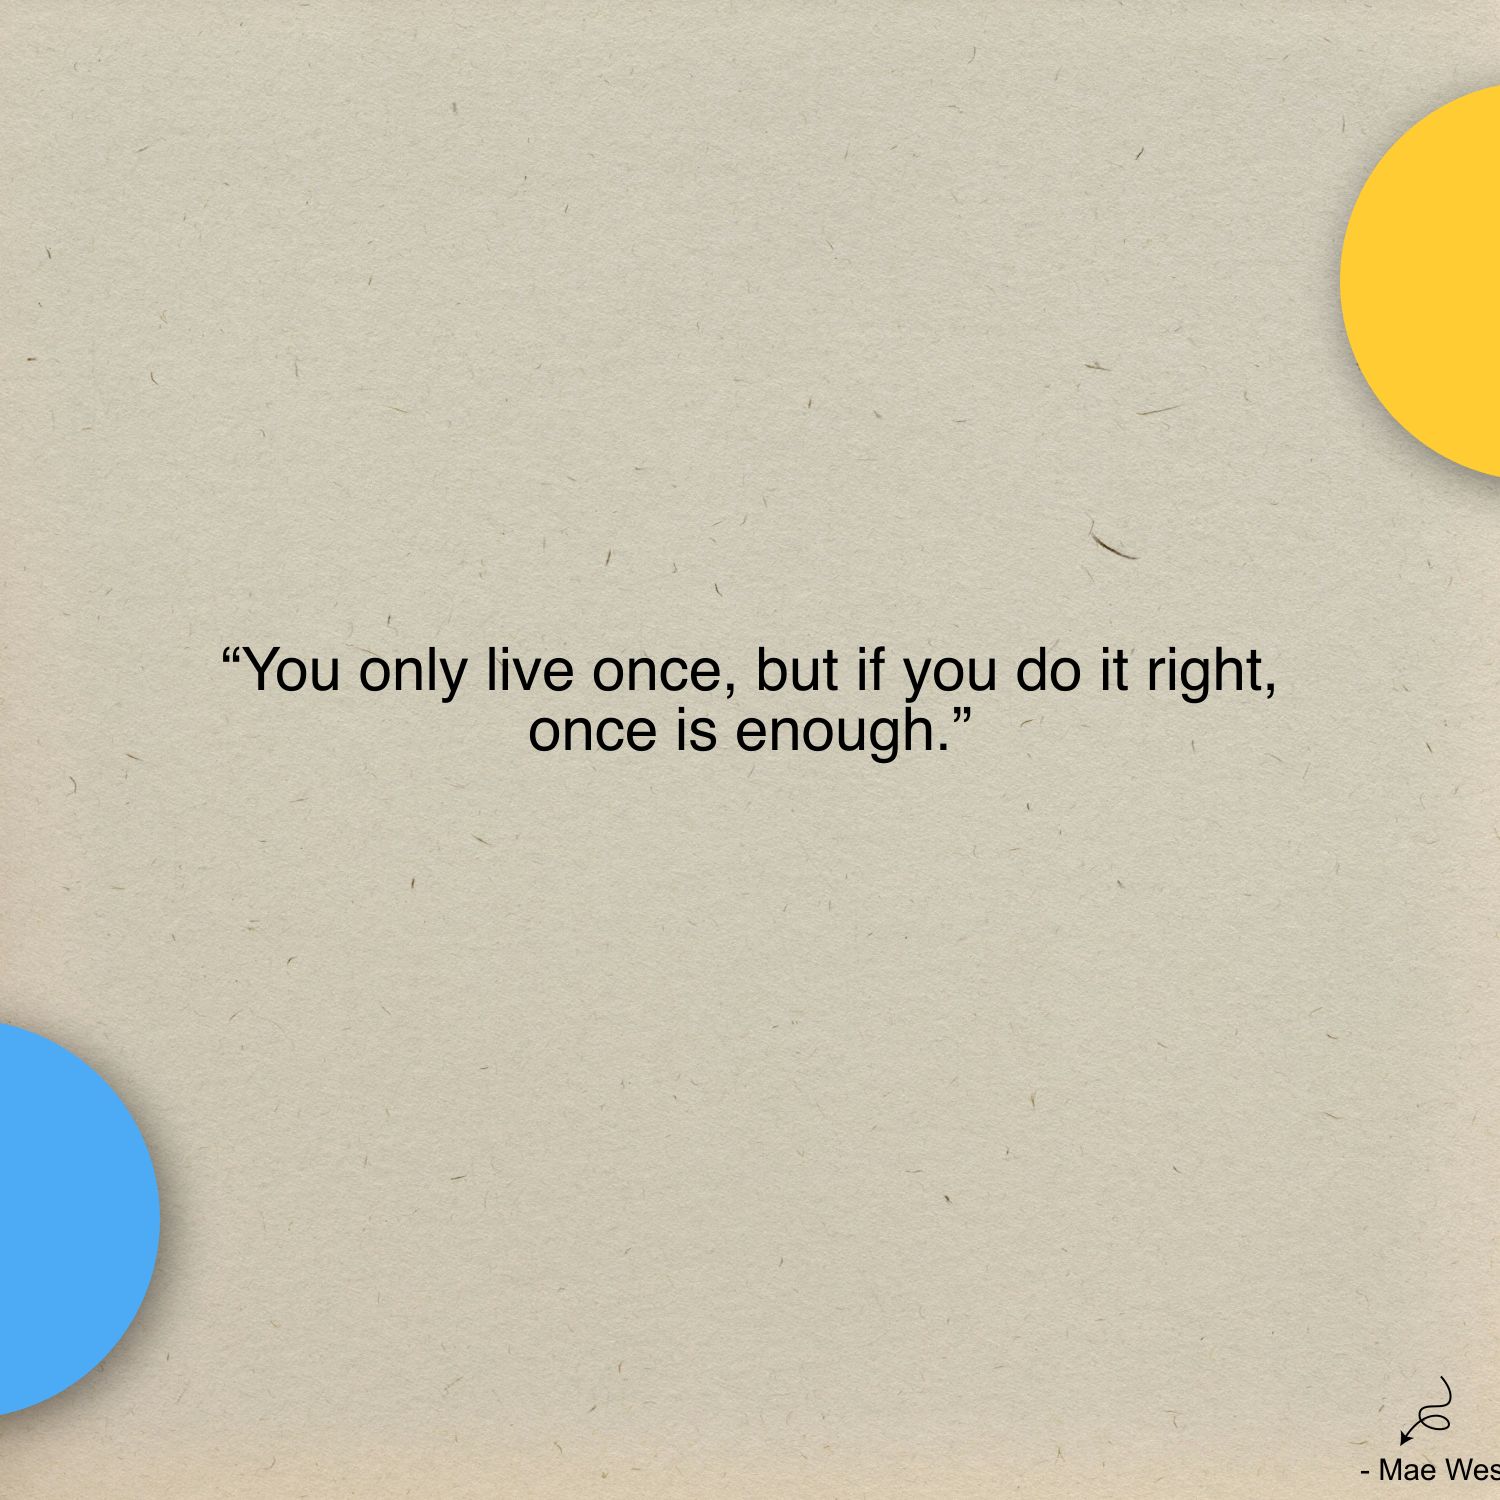 “You only live once, but if you do it right,
once is enough.”
- Mae Wes